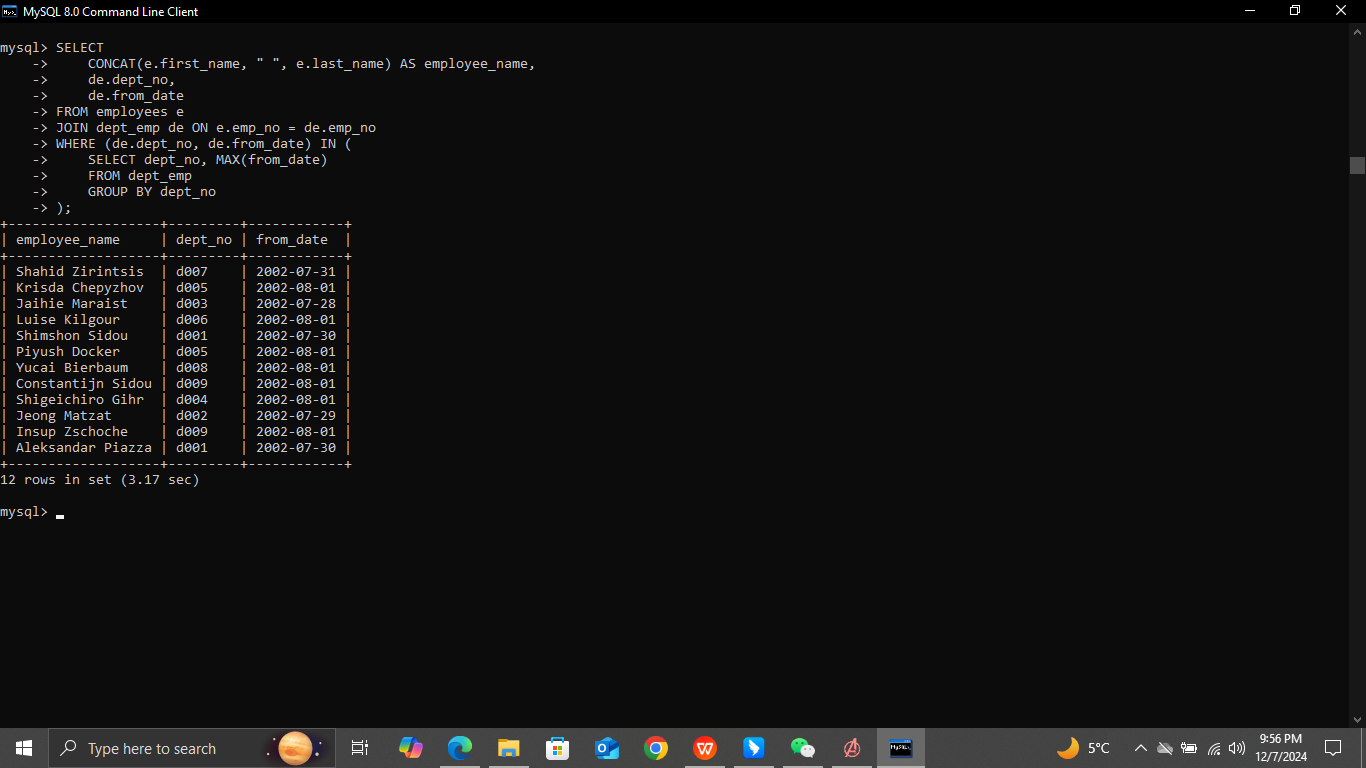 MySQL 8.0 Command Line Client
mysql> SELECT
    ->     CONCAT(e.first_name, " ", e.last_name) AS employee_name,
    ->     de.dept_no,
    ->     de.from_date
    -> FROM employees e
    -> JOIN dept_emp de ON e.emp_no = de.emp_no
    -> WHERE (de.dept_no, de.from_date) IN (
    ->     SELECT dept_no, MAX(from_date)
    ->     FROM dept_emp
    ->     GROUP BY dept_no
    -> );
+-------------------+---------+------------+
| employee_name     | dept_no | from_date  |
+-------------------+---------+------------+
| Shahid Zirintsis  | d007    | 2002-07-31 |
| Krisda Chepyzhov  | d005    | 2002-08-01 |
| Jaihie Maraist    | d003    | 2002-07-28 |
| Luise Kilgour     | d006    | 2002-08-01 |
| Shimshon Sidou    | d001    | 2002-07-30 |
| Piyush Docker     | d005    | 2002-08-01 |
| Yucai Bierbaum    | d008    | 2002-08-01 |
| Constantijn Sidou | d009    | 2002-08-01 |
| Shigeichiro Gihr  | d004    | 2002-08-01 |
| Jeong Matzat      | d002    | 2002-07-29 |
| Insup Zschoche    | d009    | 2002-08-01 |
| Aleksandar Piazza | d001    | 2002-07-30 |
+-------------------+---------+------------+
12 rows in set (3.17 sec)
mysql>
Type here to search
5°C
9:56 PM
12/7/2024